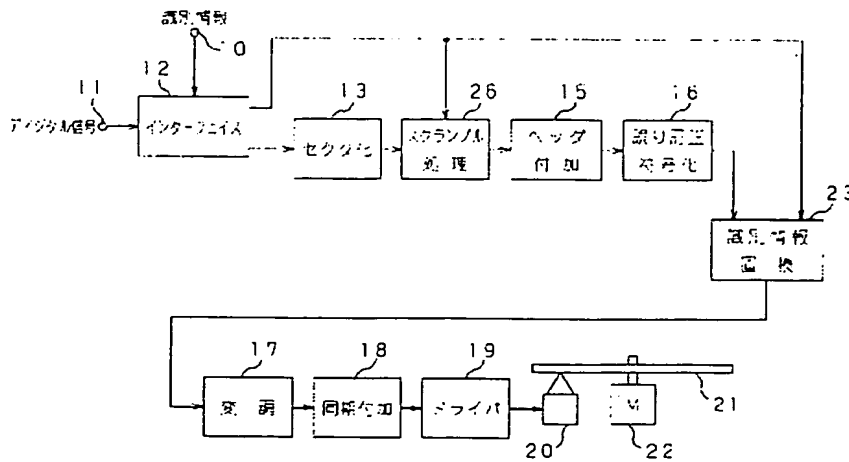 識別情報
10
12
11
ディジタル信号
インターフェイス
13
26
15
16
セクタ化
スクランブル
処理
ヘッダ
付加
誤り訂正
符号化
23
識別情報
置換
17
18
19
変調
同期付加
ドライバ
M
21
20
22